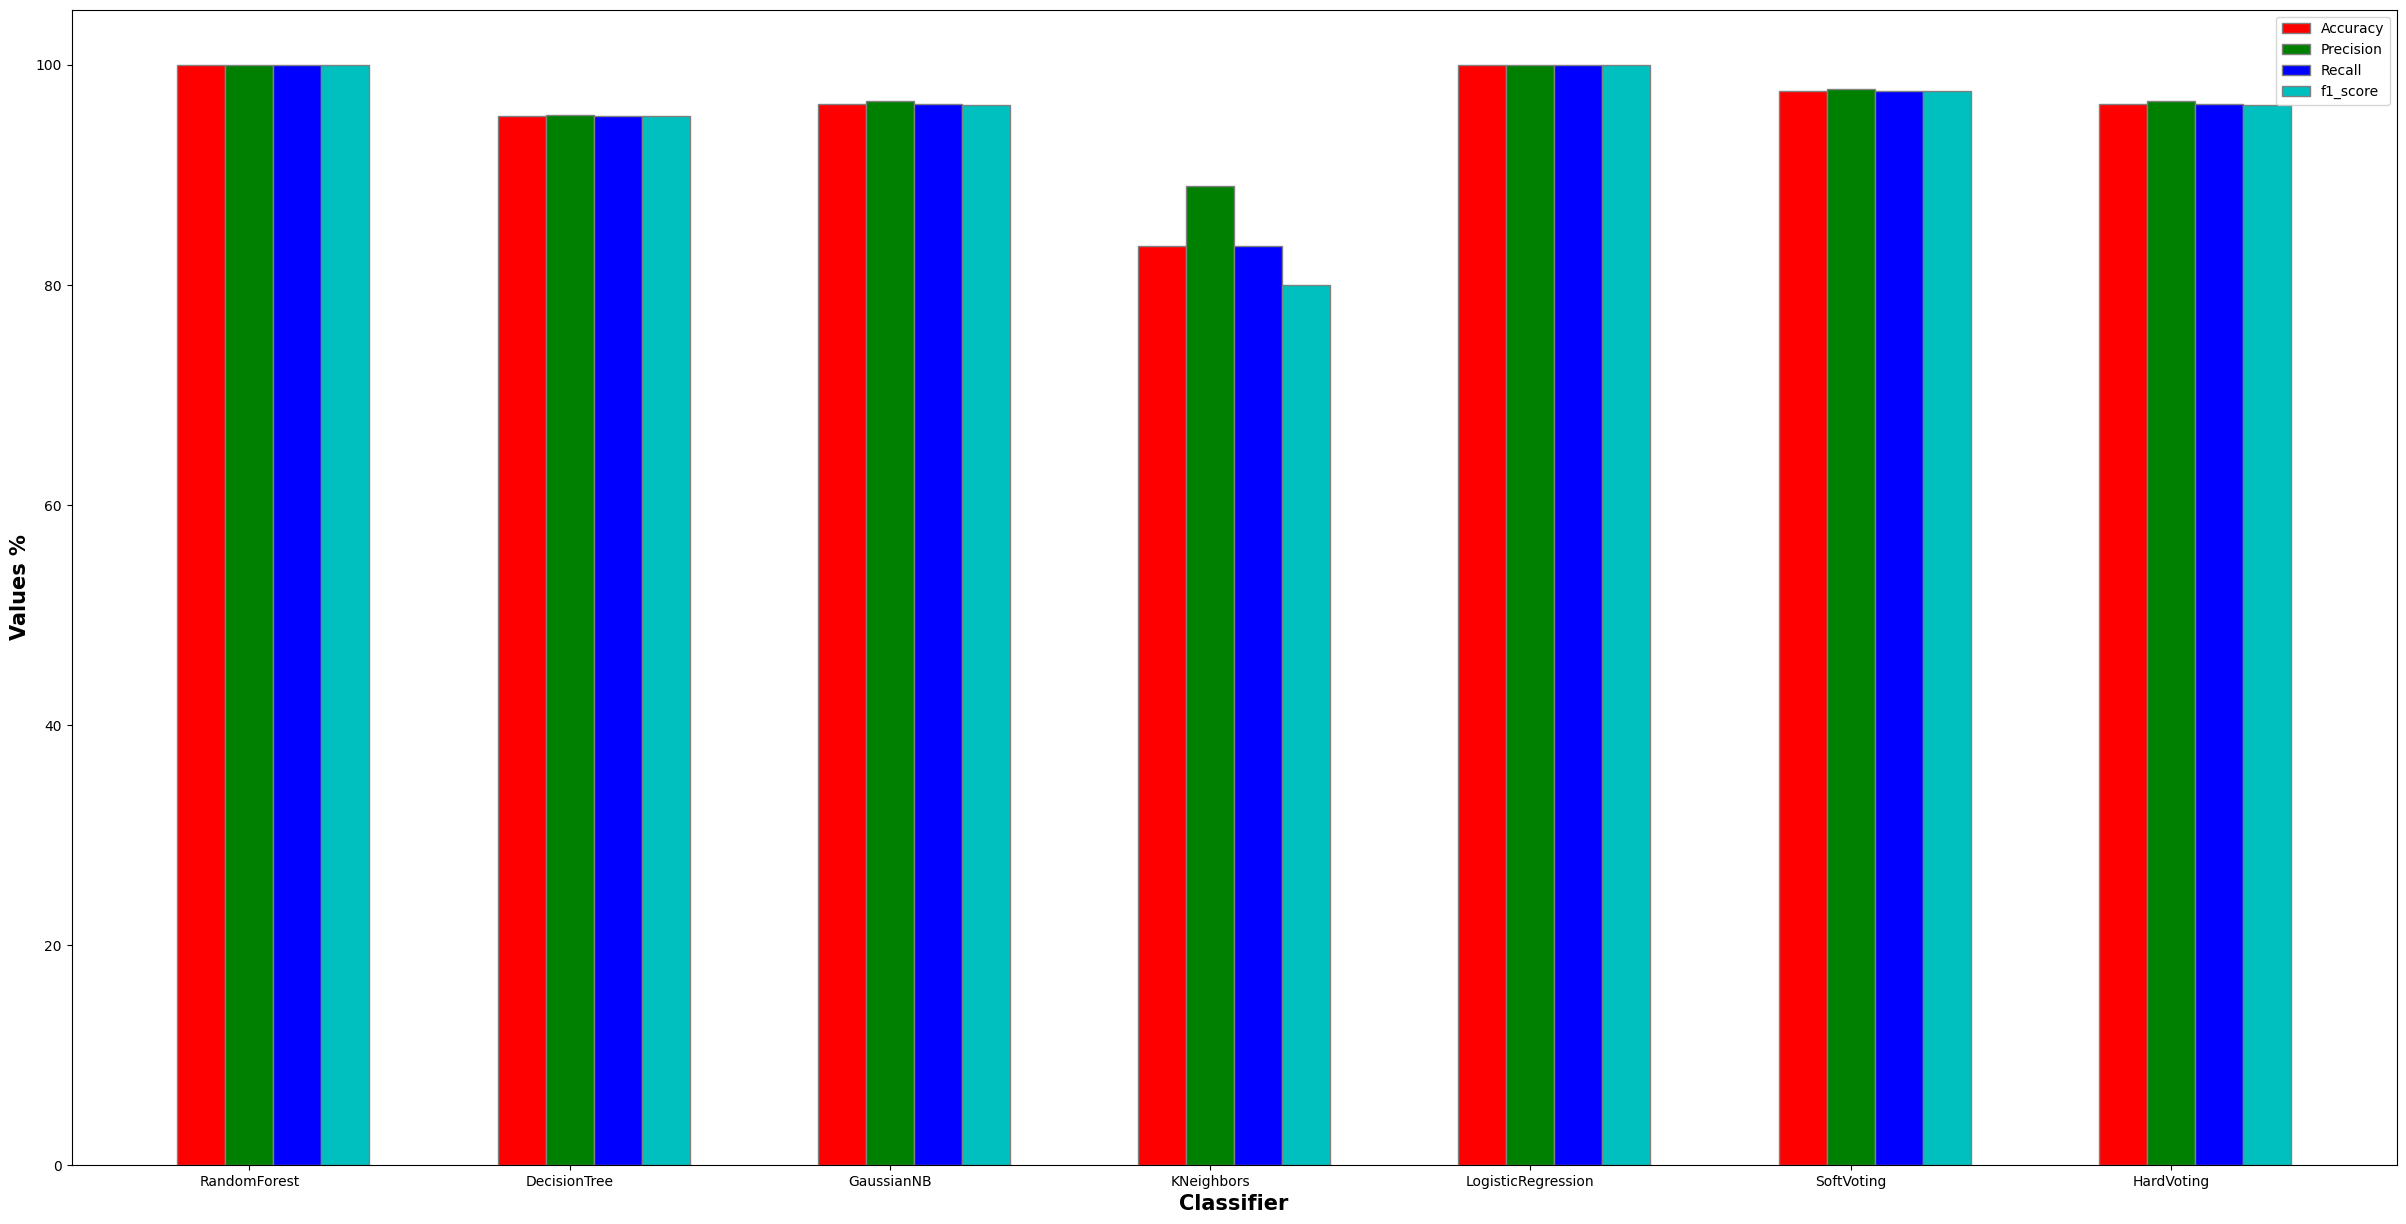 Accuracy
Precision
Recall
f1_score
100
80
60
40
20
0
Values %
RandomForest DecisionTree GaussianNB KNeighbors LogisticRegression SoftVoting HardVoting
Classifier